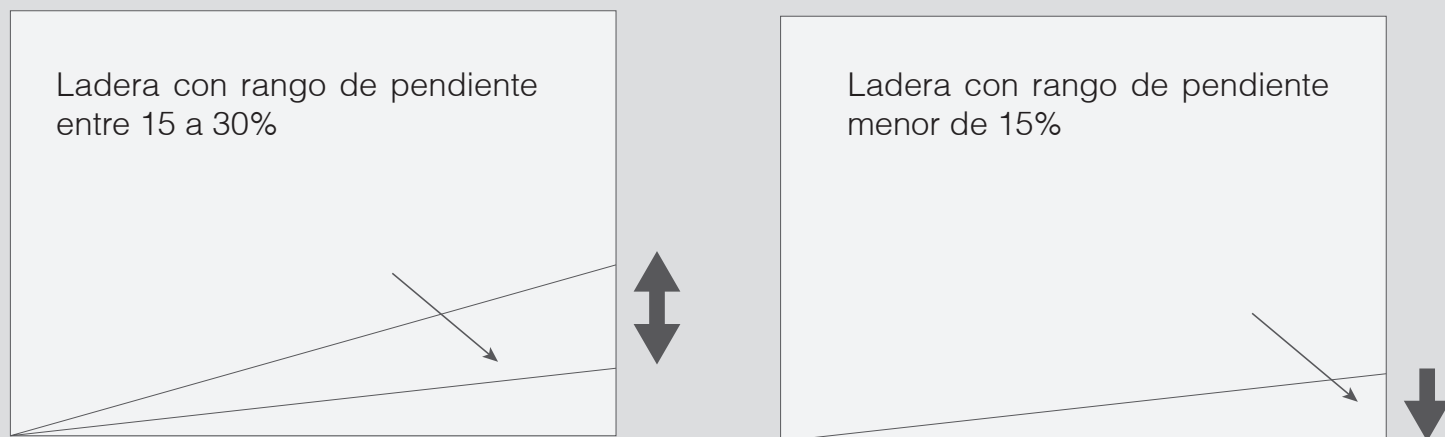 Ladera con rango de pendiente
entre 15 a 30%
Ladera con rango de pendiente
menor de 15%